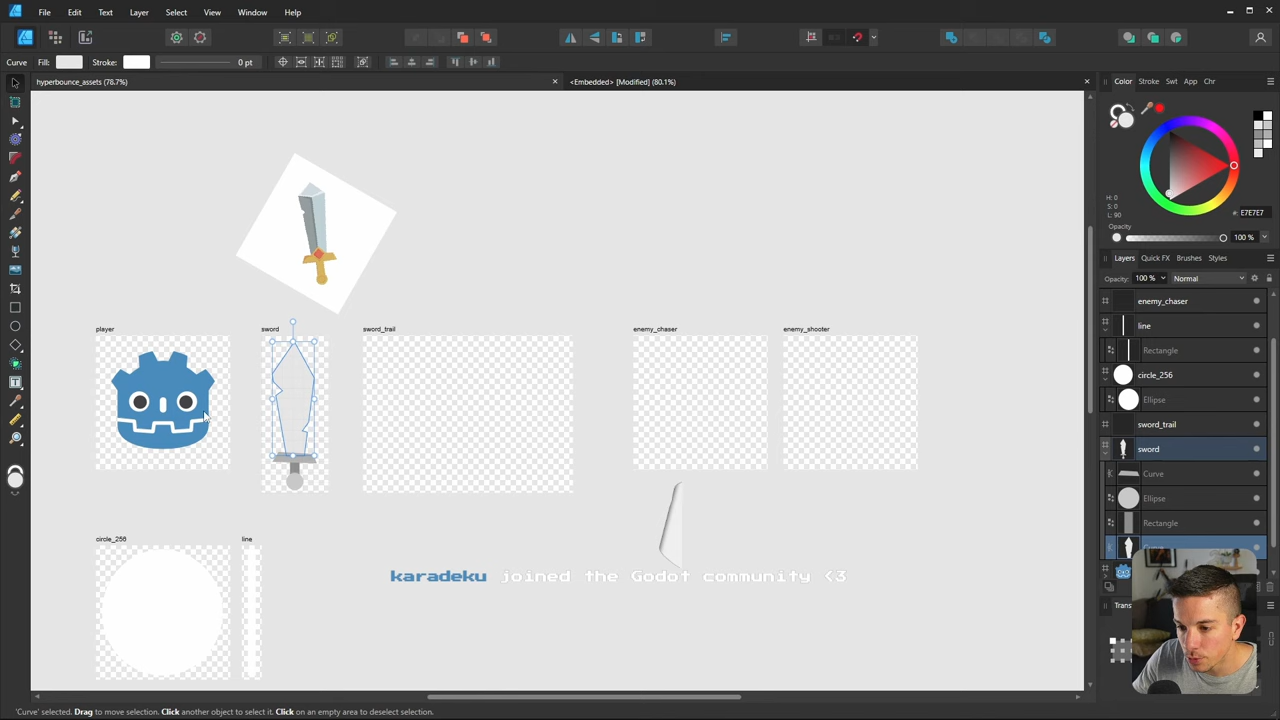 File Edit Text Layer Select View Window Help
Curve Fill: Stroke: 0 pt
hyperbounce_assets (78.7%) × <Embedded> [Modified] (80.1%) ×
Color Stroke Swt App Chr
H: 0
S: 0
L: 90
#: E7E7E7
Opacity
100 %
Layers Quick FX Brushes Styles
Opacity: 100 % Normal
enemy_chaser
line
Rectangle
circle_256
Ellipse
sword_trail
sword
Curve
Ellipse
Rectangle
player sword sword_trail enemy_chaser enemy_shooter
circle_256 line
karadeku joined the Godot community <3
'Curve' selected. Drag to move selection. Click another object to select it. Click on an empty area to deselect selection.